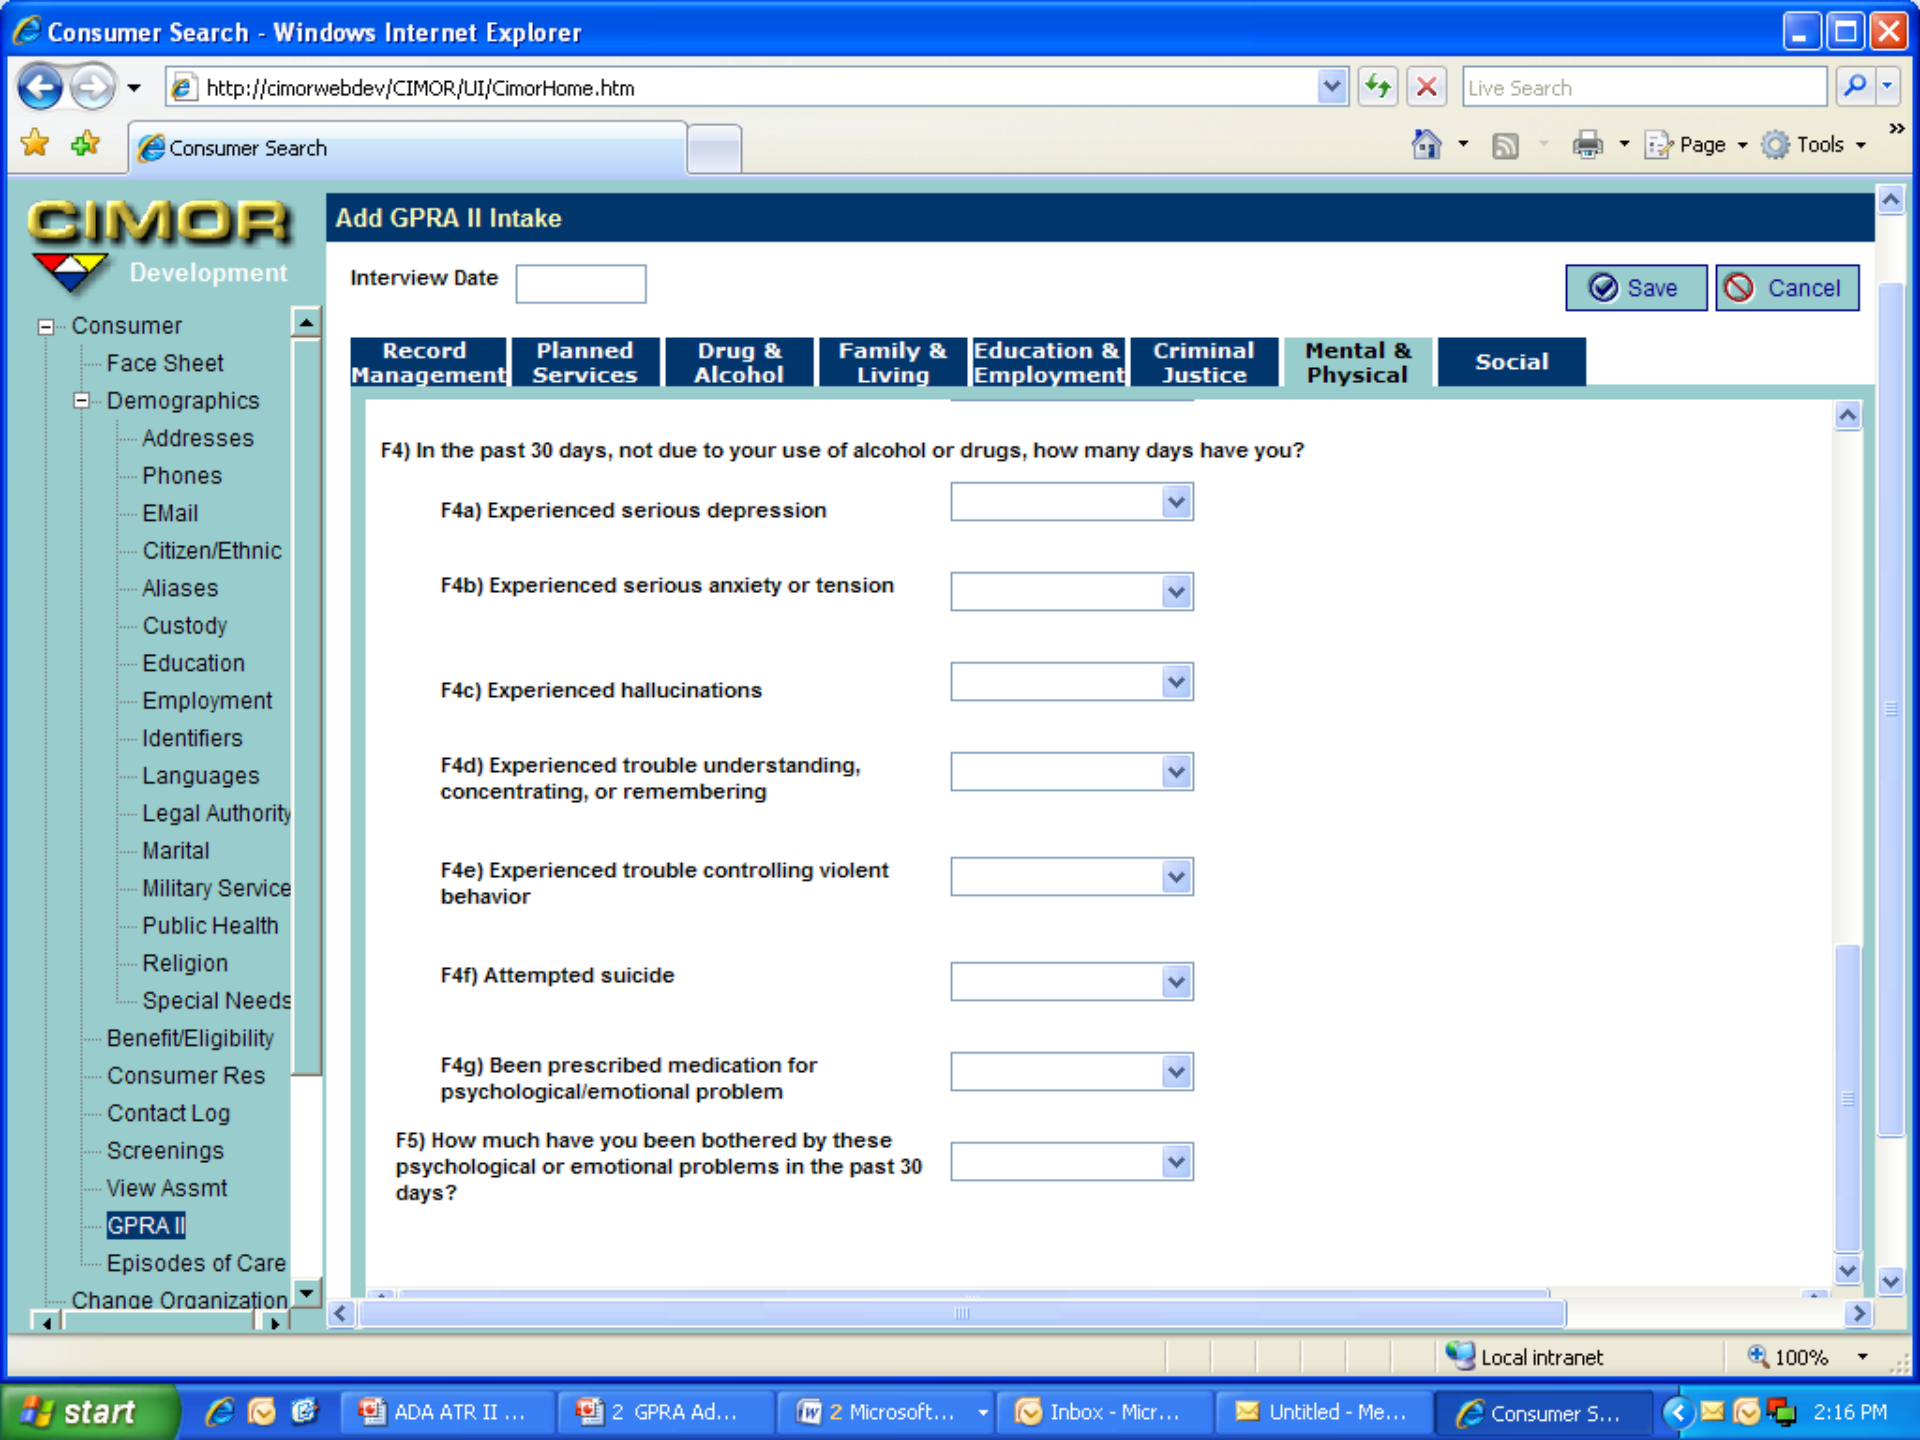 Consumer Search - Windows Internet Explorer
http://cimorwebdev/CIMOR/UI/CimorHome.htm
Live Search
Consumer Search
Page
Tools
»
CIMOR
Development
Consumer
Face Sheet
Demographics
Addresses
Phones
EMail
Citizen/Ethnic
Aliases
Custody
Education
Employment
Identifiers
Languages
Legal Authority
Marital
Military Service
Public Health
Religion
Special Needs
Benefit/Eligibility
Consumer Res
Contact Log
Screenings
View Assmt
GPRA II
Episodes of Care
Change Organization
Add GPRA II Intake
Interview Date
Save
Cancel
Record Management
Planned Services
Drug & Alcohol
Family & Living
Education & Employment
Criminal Justice
Mental & Physical
Social
F4) In the past 30 days, not due to your use of alcohol or drugs, how many days have you?
F4a) Experienced serious depression
F4b) Experienced serious anxiety or tension
F4c) Experienced hallucinations
F4d) Experienced trouble understanding,
concentrating, or remembering
F4e) Experienced trouble controlling violent
behavior
F4f) Attempted suicide
F4g) Been prescribed medication for
psychological/emotional problem
F5) How much have you been bothered by these
psychological or emotional problems in the past 30
days?
Local intranet
100%
start
ADA ATR II ...
2 GPRA Ad...
2 Microsoft...
Inbox - Micr...
Untitled - Me...
Consumer S...
2:16 PM